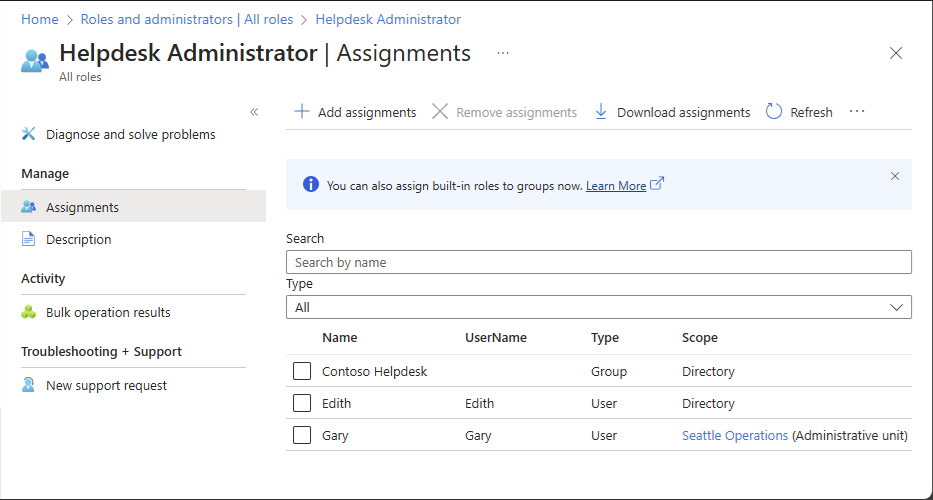 Home > Roles and administrators | All roles > Helpdesk Administrator
Helpdesk Administrator | Assignments ...
All roles
«
Diagnose and solve problems
Manage
Assignments
Description
Activity
Bulk operation results
Troubleshooting + Support
New support request
Add assignments Remove assignments Download assignments Refresh ...
You can also assign built-in roles to groups now. Learn More
Search
Search by name
Type
All
Name UserName Type Scope
Contoso Helpdesk Group Directory
Edith Edith User Directory
Gary Gary User Seattle Operations (Administrative unit)